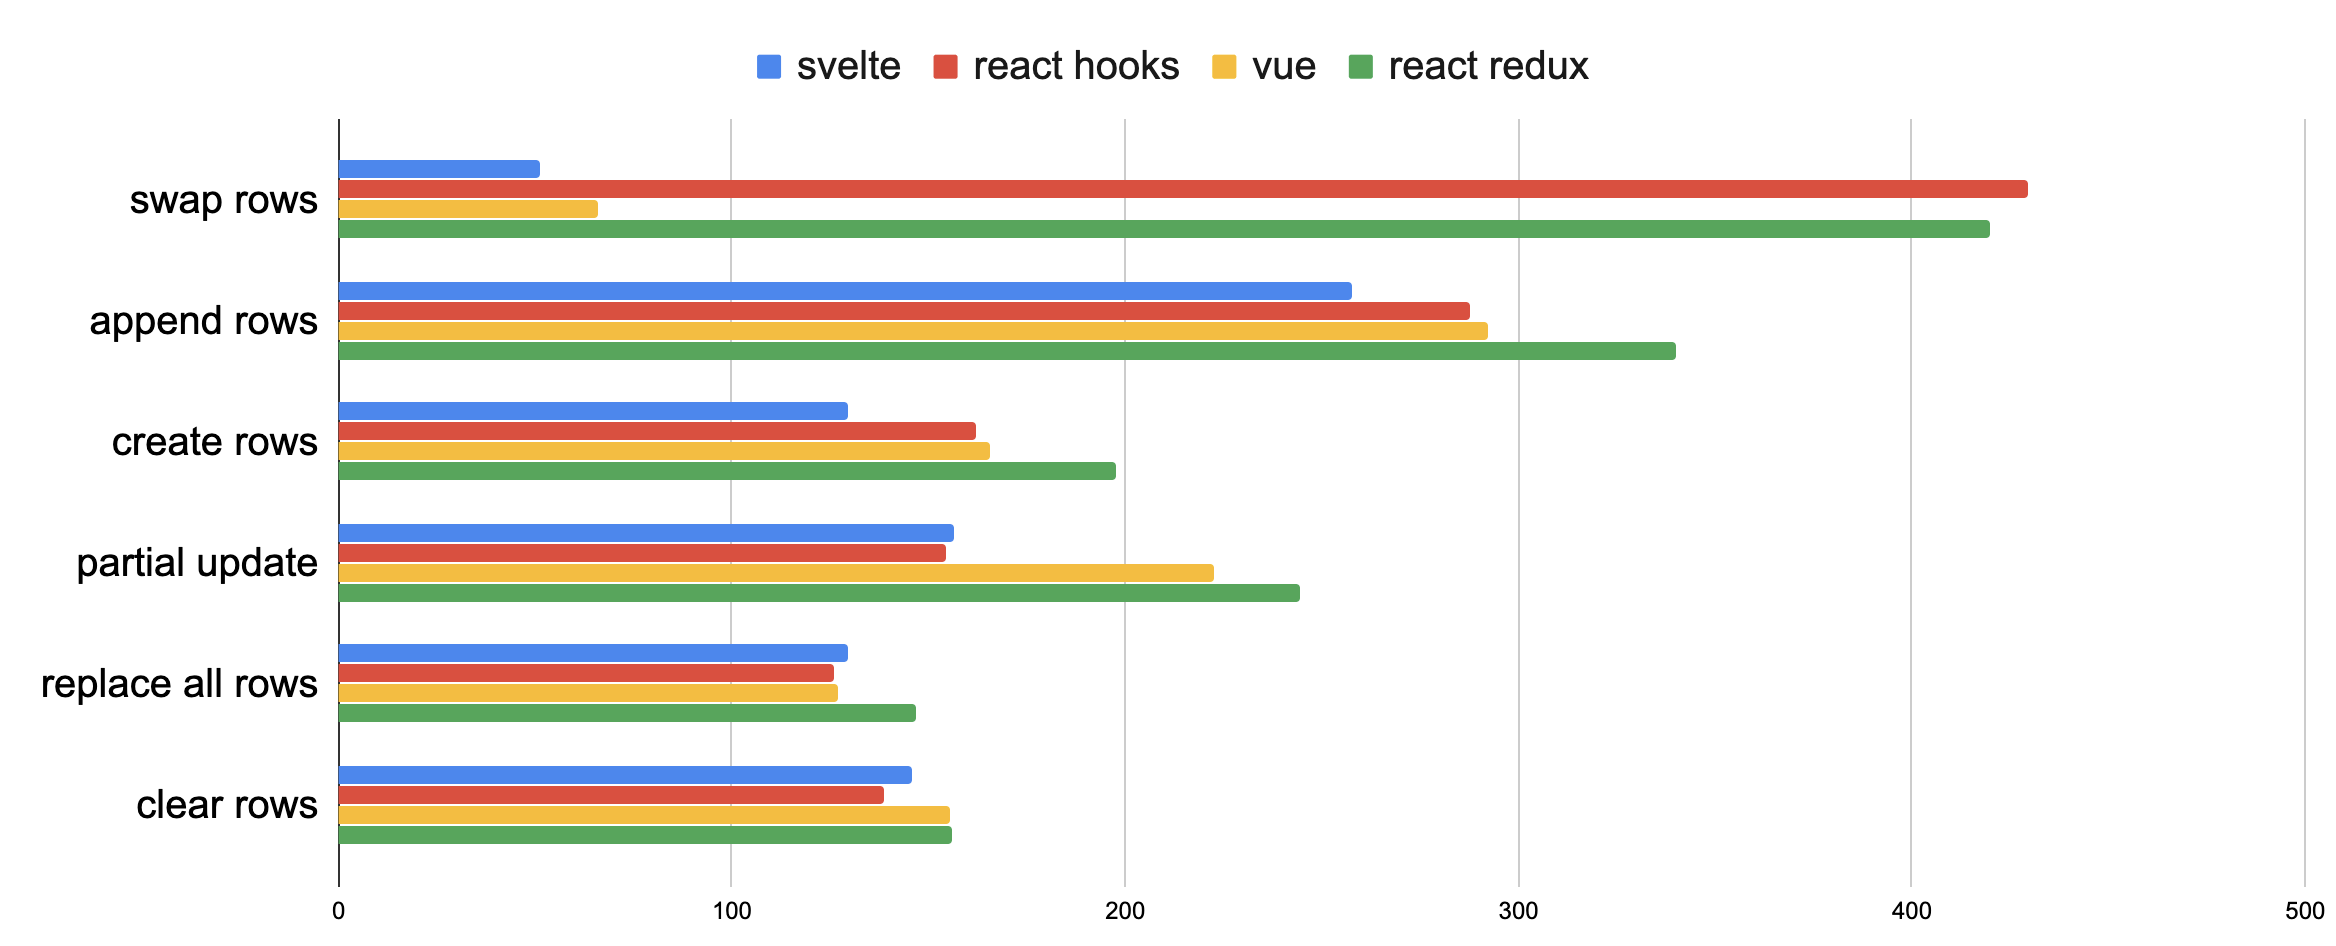 svelte react hooks vue react redux
swap rows
append rows
create rows
partial update
replace all rows
clear rows
0 100 200 300 400 500